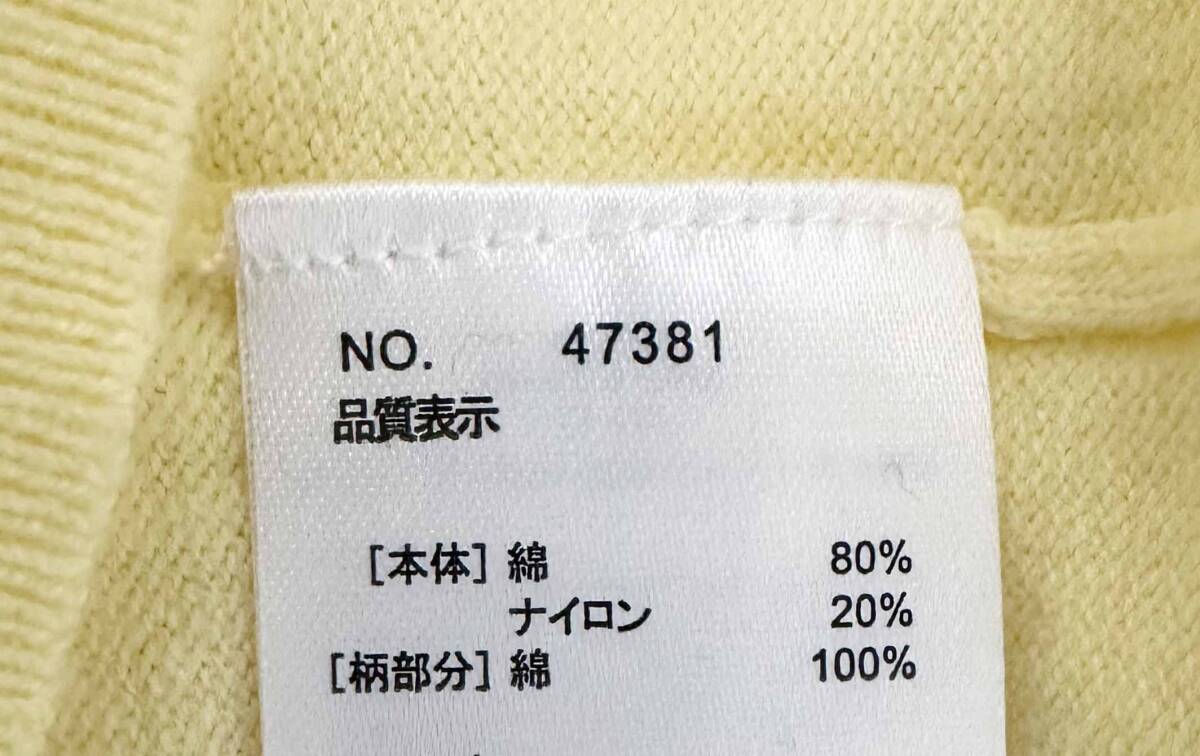 NO. 47381
品質表示
[本体] 綿 80%
ナイロン 20%
[柄部分] 綿 100%